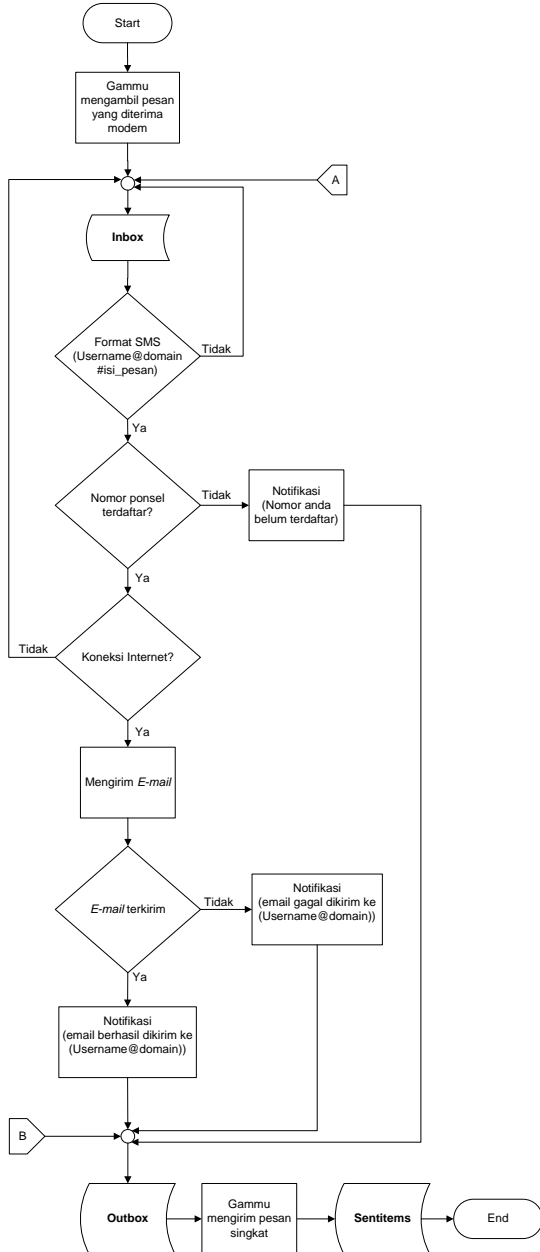 Start
Gammu
mengambil pesan
yang diterima
modem
A
Inbox
Format SMS
(Username@domain
#isi_pesan)
Tidak
Ya
Nomor ponsel
terdaftar?
Tidak
Notifikasi
(Nomor anda
belum terdaftar)
Ya
Tidak
Koneksi Internet?
Ya
Mengirim E-mail
E-mail terkirim
Tidak
Notifikasi
(email gagal dikirim ke
(Username@domain))
Ya
Notifikasi
(email berhasil dikirim ke
(Username@domain))
B
Outbox
Gammu
mengirim pesan
singkat
Sentitems
End